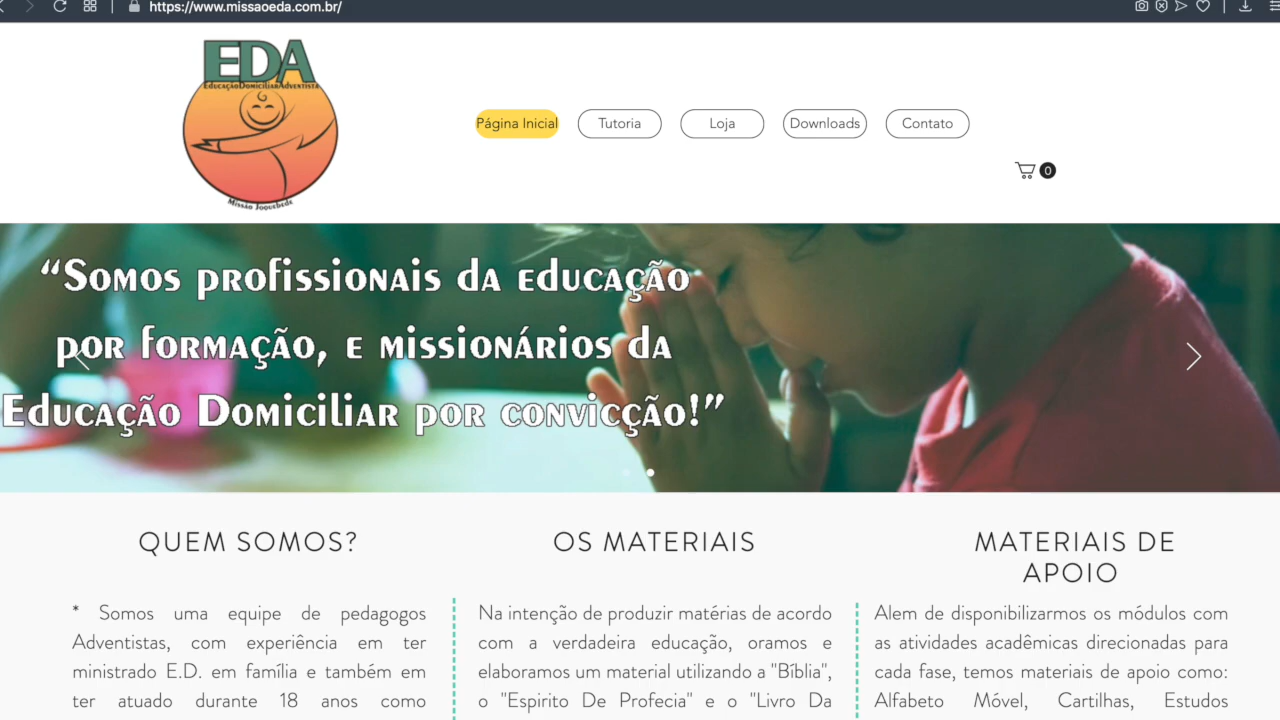 https://www.missaoeda.com.br/
EDA
EducaçãoDomiciliarAdventista
Missão Joquebede
Página Inicial
Tutoria
Loja
Downloads
Contato
0
“Somos profissionais da educação
por formação, e missionários da
Educação Domiciliar por convicção!”
QUEM SOMOS?
* Somos uma equipe de pedagogos
Adventistas, com experiência em ter
ministrado E.D. em família e também em
ter atuado durante 18 anos como
OS MATERIAIS
Na intenção de produzir matérias de acordo
com a verdadeira educação, oramos e
elaboramos um material utilizando a "Bíblia",
o "Espirito De Profecia" e o "Livro Da
MATERIAIS DE
APOIO
Alem de disponibilizarmos os módulos com
as atividades acadêmicas direcionadas para
cada fase, temos materiais de apoio como:
Alfabeto Móvel, Cartilhas, Estudos